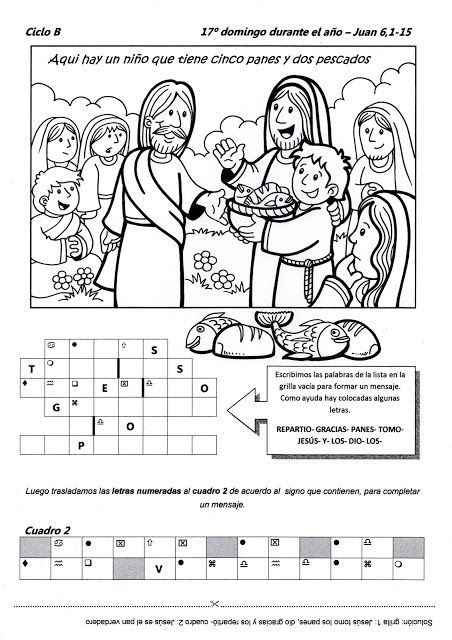 Ciclo B 17º domingo durante el año – Juan 6,1-15
Aquí hay un niño que tiene cinco panes y dos pescados
S
T S
E O
G
O
P
Escribimos las palabras de la lista en la
grilla vacía para formar un mensaje.
Como ayuda hay colocadas algunas
letras.
REPARTIO- GRACIAS- PANES- TOMO-
JESÚS- Y- LOS- DIO- LOS-
Luego trasladamos las letras numeradas al cuadro 2 de acuerdo al signo que contienen, para completar
un mensaje.
Cuadro 2
V
Solución: grilla: 1: Jesús tomo los panes, dio gracias y los repartió- cuadro 2: Jesús es el pan verdadero